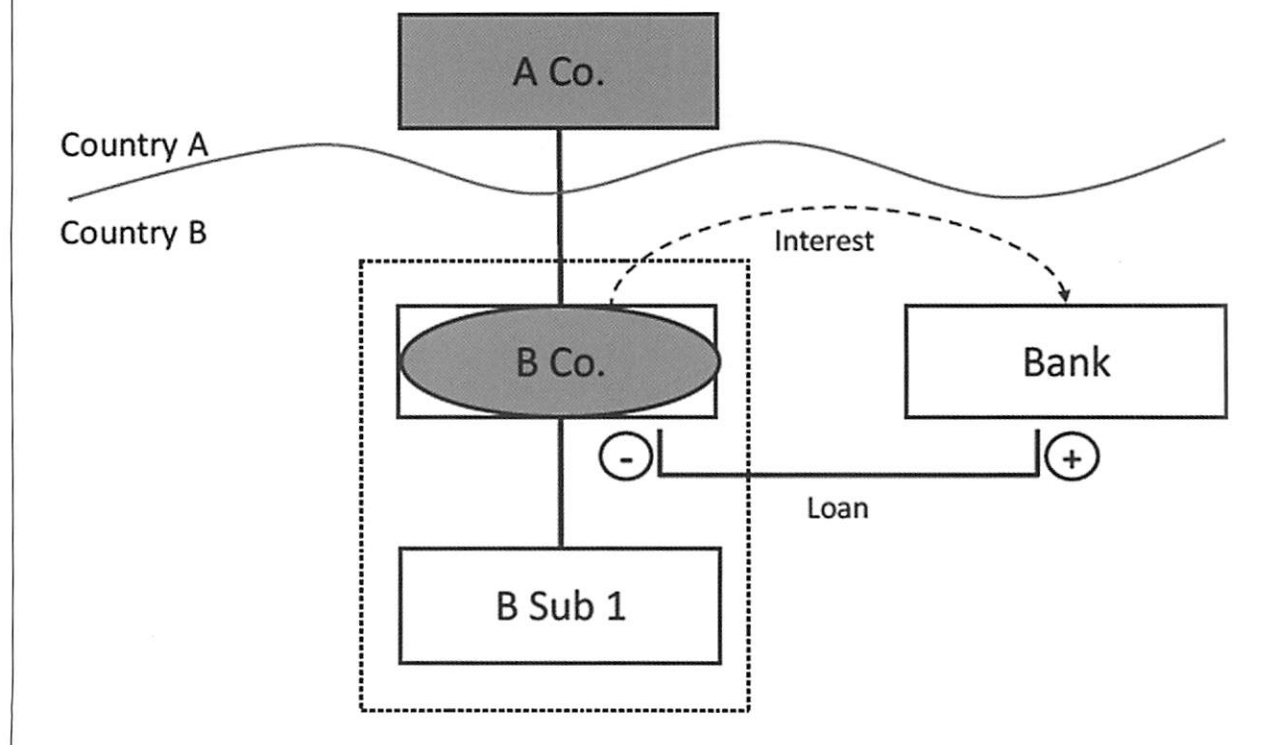 A Co.
Country A
Country B
Interest
B Co.
Bank
-
+
Loan
B Sub 1